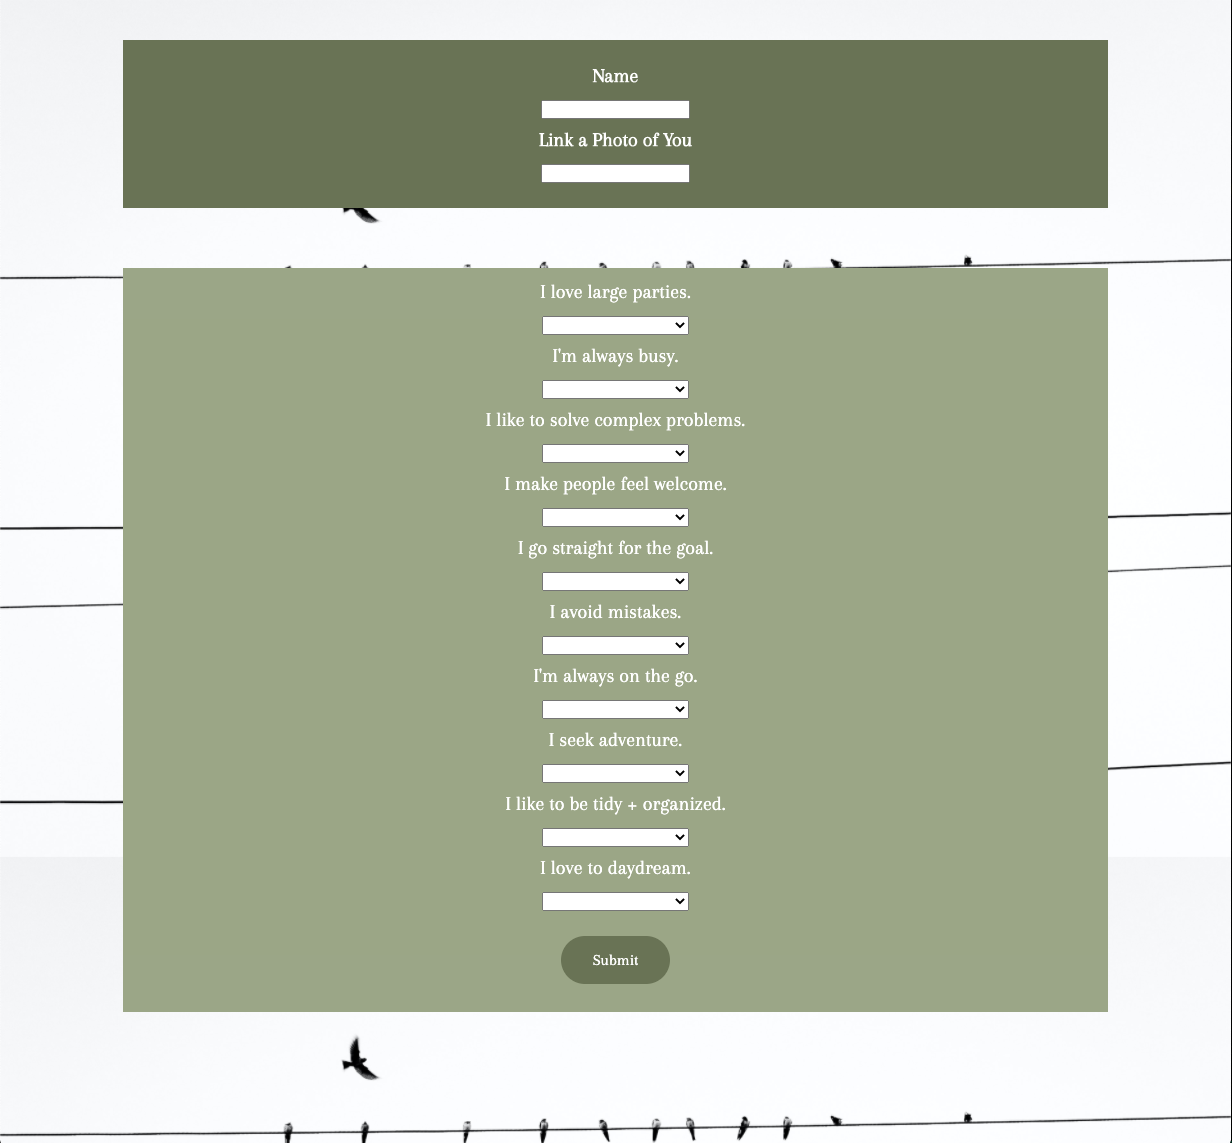 Name
Link a Photo of You
I love large parties.
I'm always busy.
I like to solve complex problems.
I make people feel welcome.
I go straight for the goal.
I avoid mistakes.
I'm always on the go.
I seek adventure.
I like to be tidy + organized.
I love to daydream.
Submit